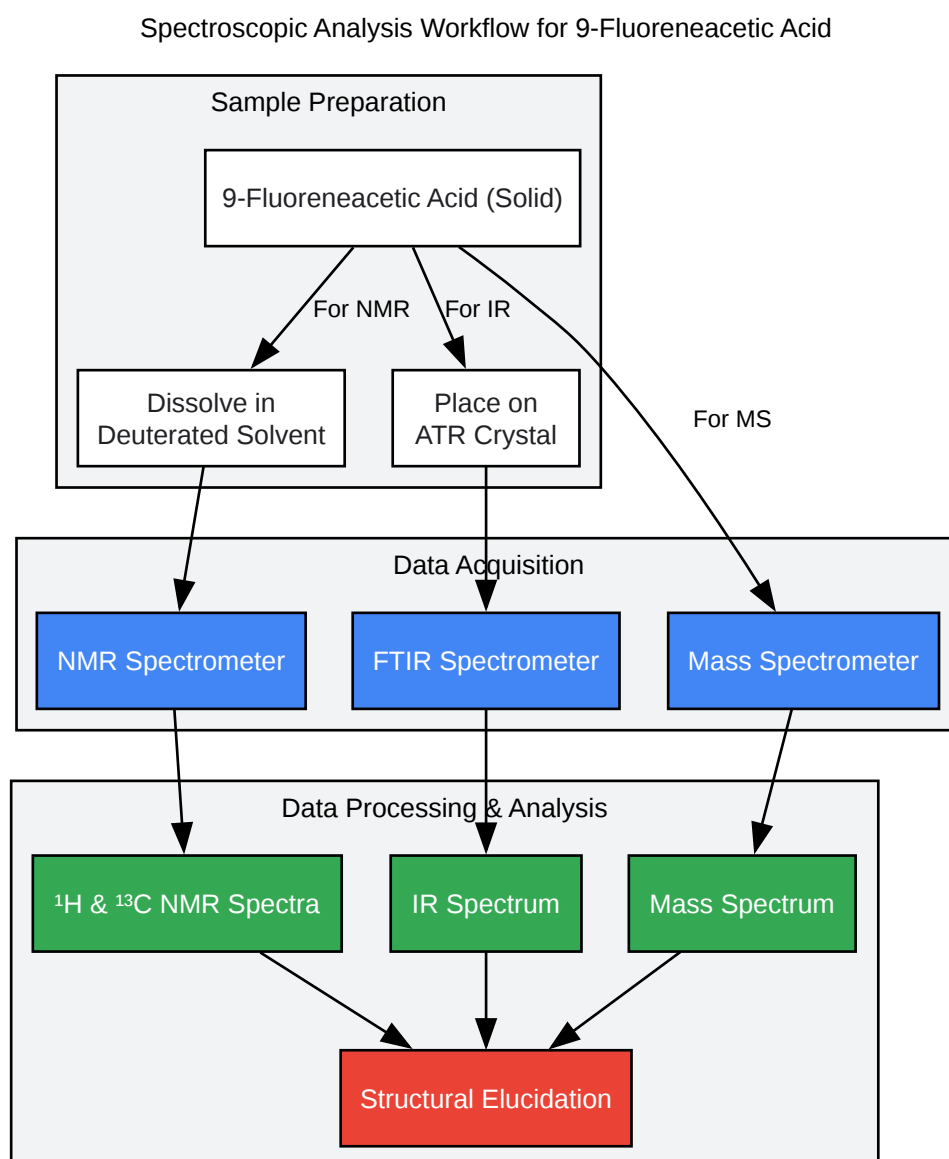 Spectroscopic Analysis Workflow for 9-Fluoreneacetic Acid
Sample Preparation
9-Fluoreneacetic Acid (Solid)
For NMR
For IR
Dissolve in
Deuterated Solvent
Place on
ATR Crystal
For MS
Data Acquisition
NMR Spectrometer
FTIR Spectrometer
Mass Spectrometer
Data Processing & Analysis
¹H & ¹³C NMR Spectra
IR Spectrum
Mass Spectrum
Structural Elucidation